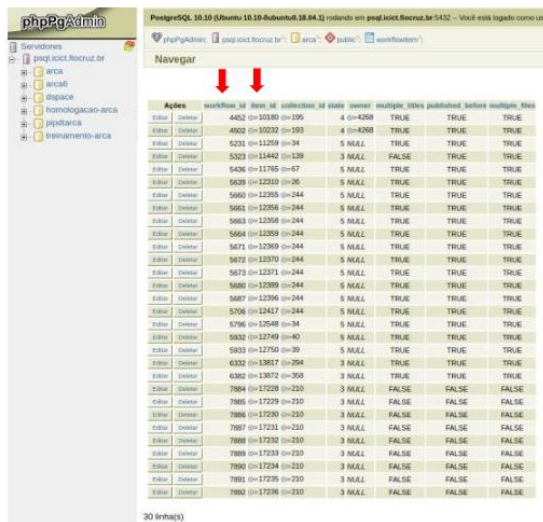 phpPgAdmin
PostgreSQL 10.10 (Ubuntu 10.10-0ubuntu0.18.04.1) rodando em psql.icict.fiocruz.br:5432 -- Você está logado como us
phpPgAdmin: psql.icict.fiocruz.br?: arca?: public?: workflowitem?:
Servidores
psql.icict.fiocruz.br
arca
arca6
dspace
homologacao-arca
pipdtarca
treinamento-arca
Navegar
Ações workflow_id item_id collection_id state owner multiple_titles published_before multiple_files
Editar Deletar 4452 10180 195 4 4268 TRUE TRUE TRUE
Editar Deletar 4502 10232 193 4 4268 TRUE TRUE TRUE
Editar Deletar 5231 11259 34 5 NULL TRUE TRUE TRUE
Editar Deletar 5323 11442 139 3 NULL FALSE TRUE TRUE
Editar Deletar 5436 11765 67 5 NULL TRUE TRUE TRUE
Editar Deletar 5639 12310 26 5 NULL TRUE TRUE TRUE
Editar Deletar 5660 12355 244 5 NULL TRUE TRUE TRUE
Editar Deletar 5661 12356 244 5 NULL TRUE TRUE TRUE
Editar Deletar 5663 12358 244 5 NULL TRUE TRUE TRUE
Editar Deletar 5664 12359 244 5 NULL TRUE TRUE TRUE
Editar Deletar 5671 12369 244 5 NULL TRUE TRUE TRUE
Editar Deletar 5672 12370 244 5 NULL TRUE TRUE TRUE
Editar Deletar 5673 12371 244 5 NULL TRUE TRUE TRUE
Editar Deletar 5680 12389 244 5 NULL TRUE TRUE TRUE
Editar Deletar 5687 12396 244 5 NULL TRUE TRUE TRUE
Editar Deletar 5706 12417 244 5 NULL TRUE TRUE TRUE
Editar Deletar 5796 12548 34 5 NULL TRUE TRUE TRUE
Editar Deletar 5932 12749 40 5 NULL TRUE TRUE TRUE
Editar Deletar 5933 12750 39 5 NULL TRUE TRUE TRUE
Editar Deletar 6332 13817 294 3 NULL TRUE TRUE TRUE
Editar Deletar 6382 13872 358 3 NULL TRUE TRUE TRUE
Editar Deletar 7884 17228 210 3 NULL FALSE FALSE FALSE
Editar Deletar 7885 17229 210 3 NULL FALSE FALSE FALSE
Editar Deletar 7886 17230 210 3 NULL FALSE FALSE FALSE
Editar Deletar 7887 17231 210 3 NULL FALSE FALSE FALSE
Editar Deletar 7888 17232 210 3 NULL FALSE FALSE FALSE
Editar Deletar 7889 17233 210 3 NULL FALSE FALSE FALSE
Editar Deletar 7890 17234 210 3 NULL FALSE FALSE FALSE
Editar Deletar 7891 17235 210 3 NULL FALSE FALSE FALSE
Editar Deletar 7892 17236 210 3 NULL FALSE FALSE FALSE
30 linha(s)